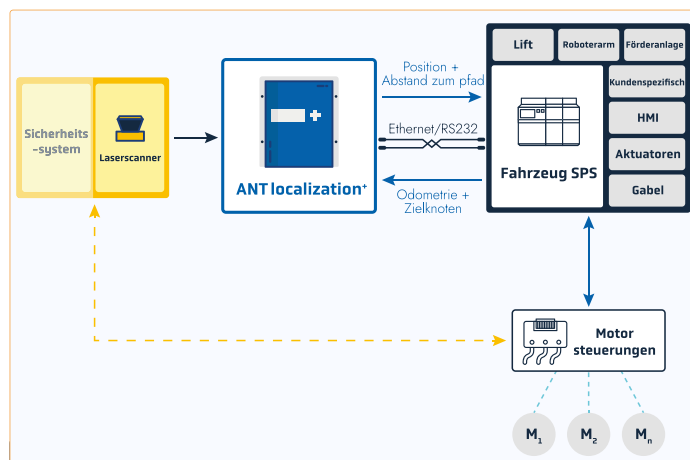 Sicherheits
-system
Laserscanner
ANT localization⁺
Position +
Abstand zum pfad
Ethernet/RS232
Odometrie +
Zielknoten
Lift
Roboterarm
Förderanlage
Fahrzeug SPS
Kundenspezifisch
HMI
Aktuatoren
Gabel
Motor
steuerungen
M₁
M₂
Mₙ